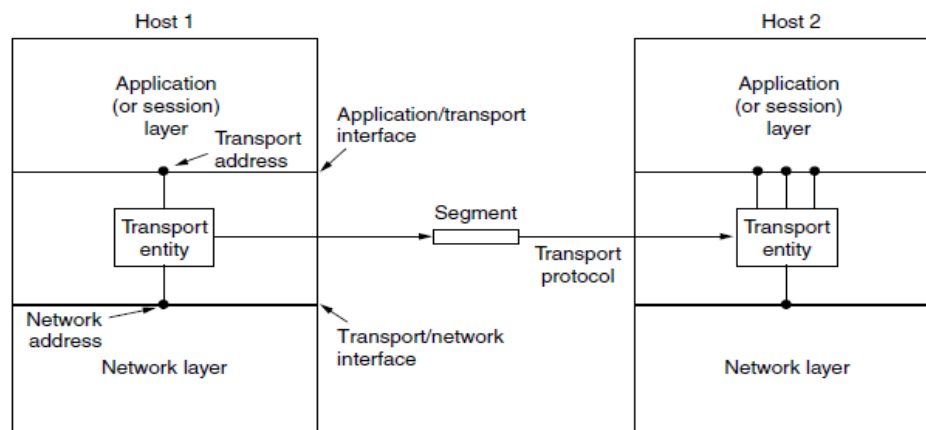 Host 1
Host 2
Application
(or session)
layer
Transport
address
Application/transport
interface
Application
(or session)
layer
Transport
entity
Segment
Transport
protocol
Transport
entity
Network
address
Transport/network
interface
Network layer
Network layer